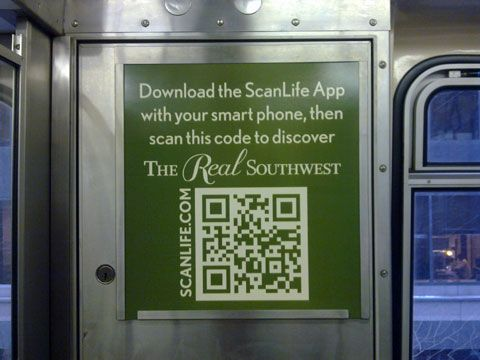 Download the ScanLife App
with your smart phone, then
scan this code to discover
THE Real SOUTHWEST
SCANLIFE.COM